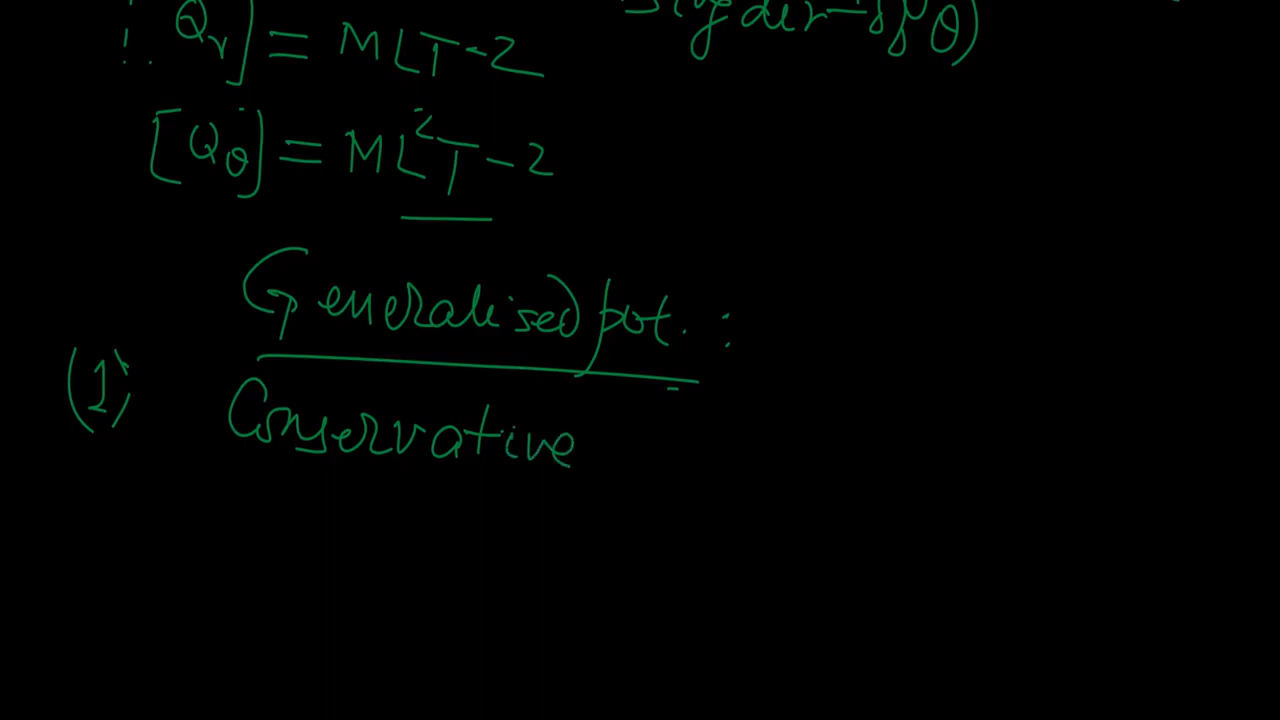 ∴ Qr] = MLT-2
[Qθ] = ML²T-2
Generalised pot. :
(1) Conservative